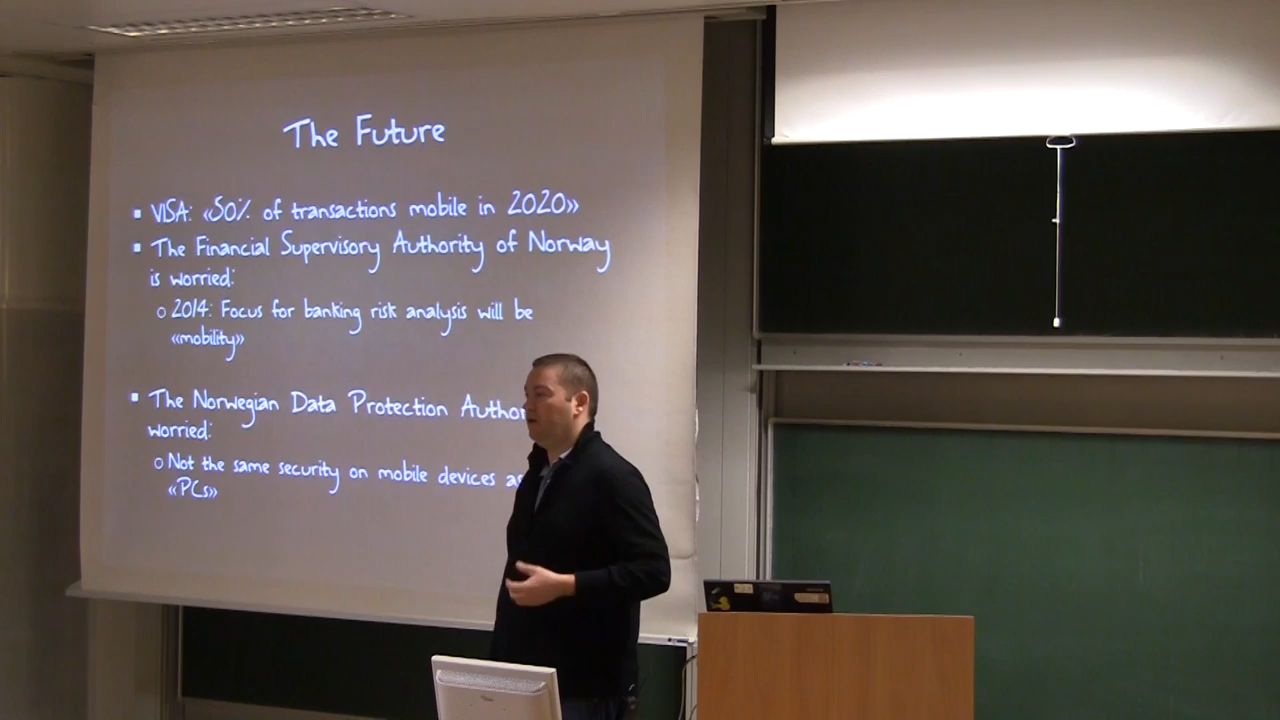 The Future
▪ VISA: «50% of transactions mobile in 2020»
▪ The Financial Supervisory Authority of Norway
is worried:
○ 2014: Focus for banking risk analysis will be
«mobility»
▪ The Norwegian Data Protection Author
worried:
○ Not the same security on mobile devices as
«PCs»